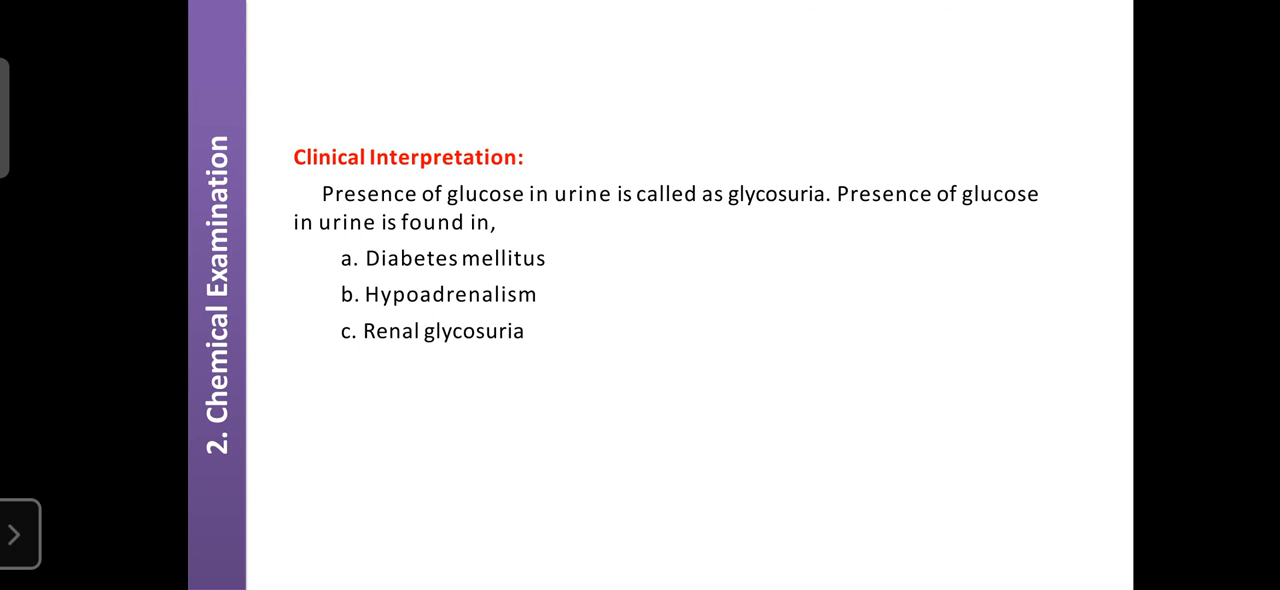 2. Chemical Examination
Clinical Interpretation:
Presence of glucose in urine is called as glycosuria. Presence of glucose
in urine is found in,
a. Diabetes mellitus
b. Hypoadrenalism
c. Renal glycosuria